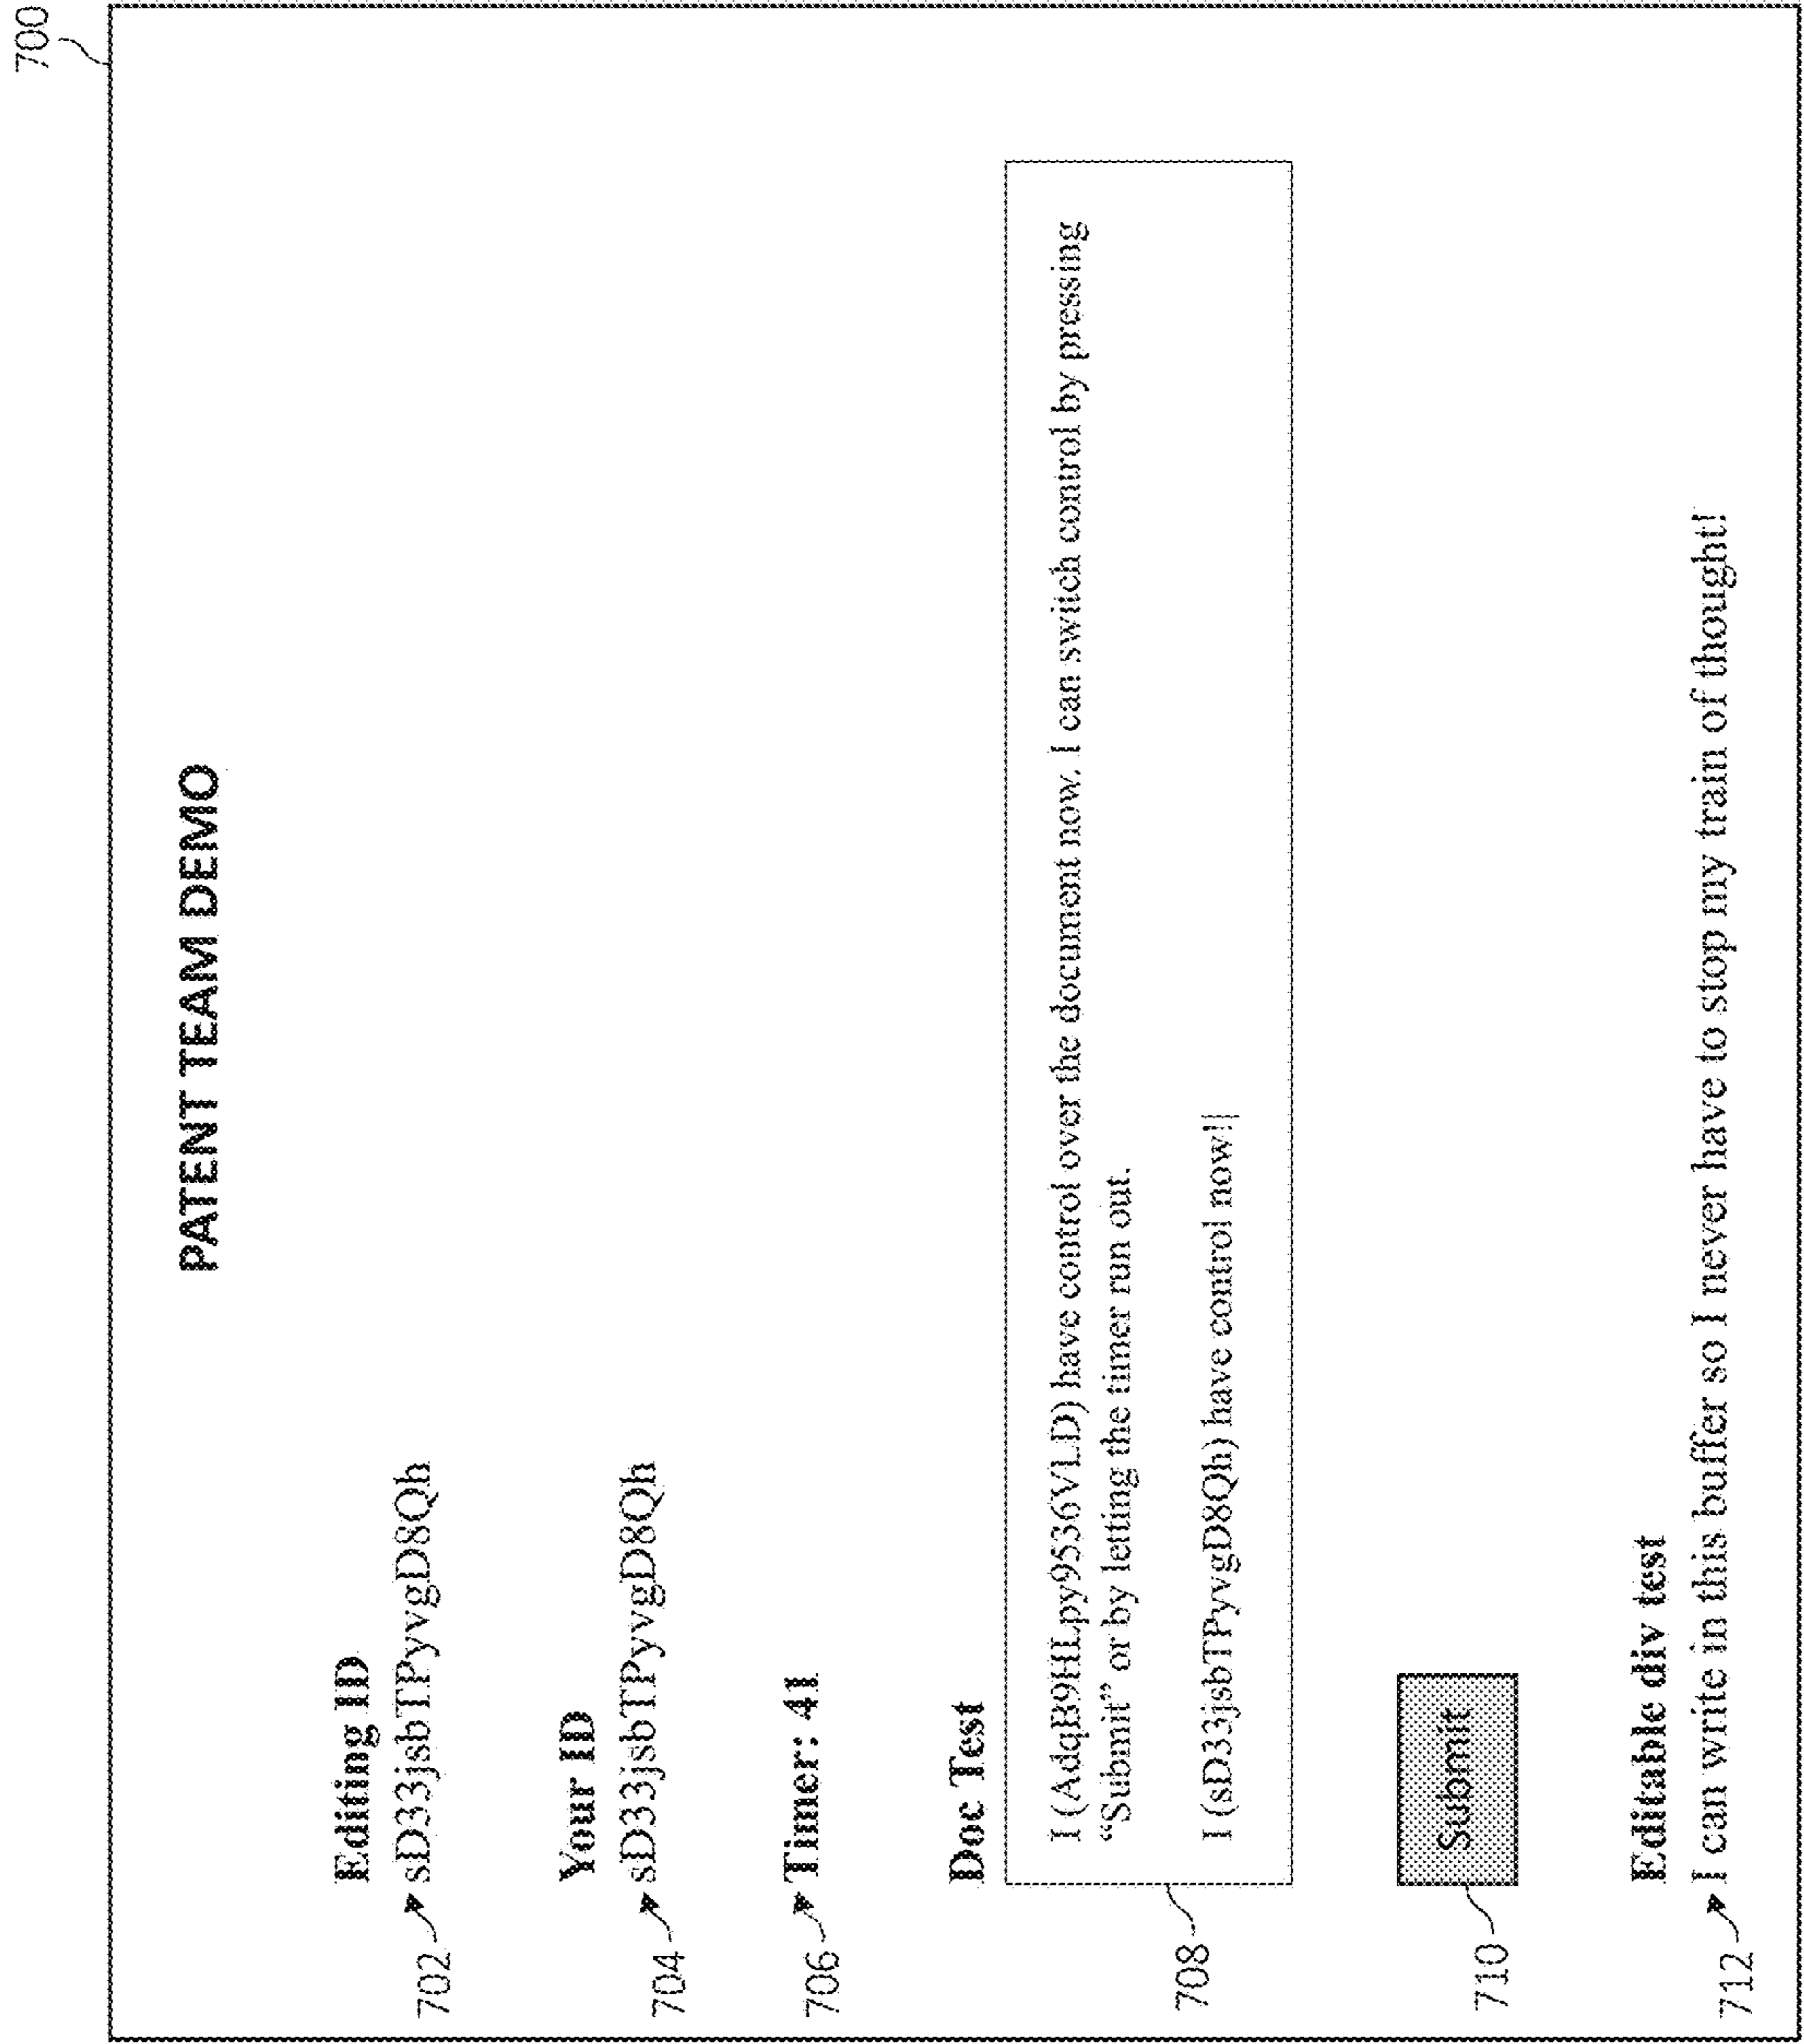 700
PATENT TEAM DEMO
Editing ID
702 sD33jsbTPyvgD8Qh
Your ID
704 sD33jsbTPyvgD8Qh
706 Timer: 41
Doc Test
I (AdqB9HLpy9536VLD) have control over the document now. I can switch control by pressing
“Submit” or by letting the timer run out.
I (sD33jsbTPyvgD8Qh) have control now!|
708
710 Submit
Editable div test
712 I can write in this buffer so I never have to stop my train of thought!